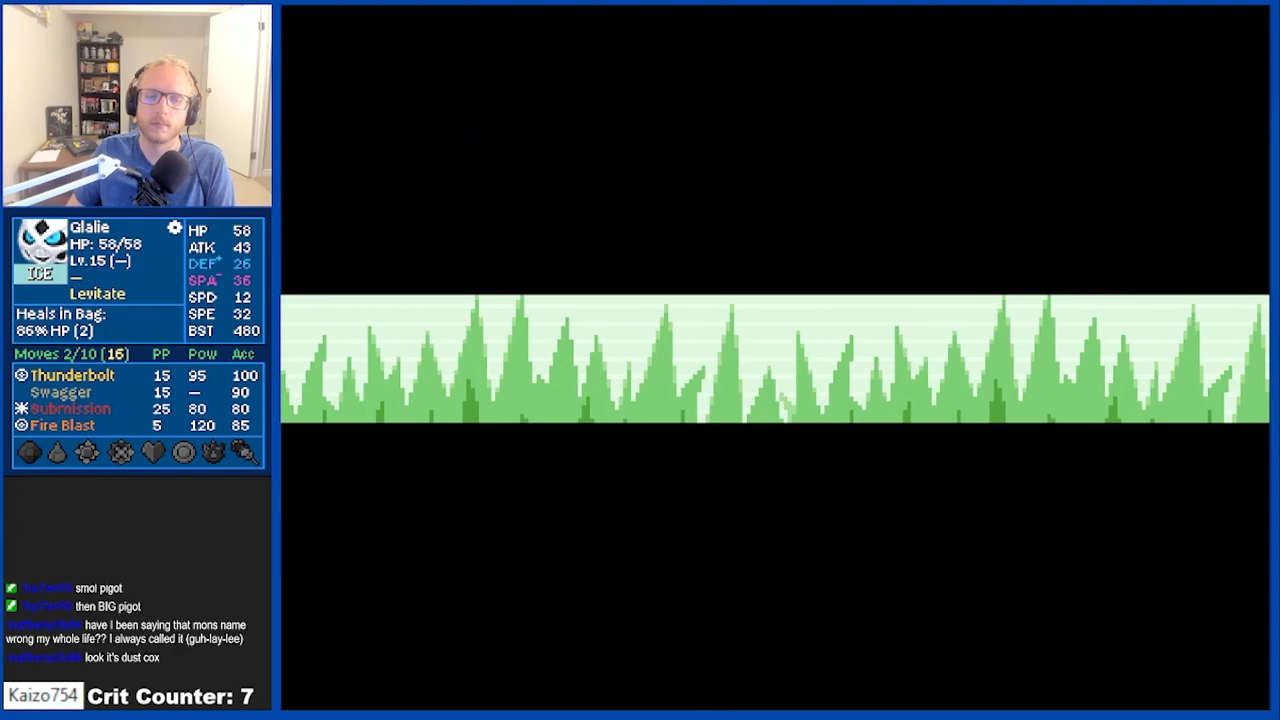 Glalie
HP: 58/58
Lv.15 (—)
—
ICE
Levitate
HP 58
ATK 43
DEF+ 26
SPA- 36
SPD 12
SPE 32
BST 480
Heals in Bag:
86% HP (2)
Moves 2/10 (16) PP Pow Acc
Thunderbolt 15 95 100
Swagger 15 — 90
Submission 25 80 80
Fire Blast 5 120 85
smol pigot
then BIG pigot
have I been saying that mons name
wrong my whole life?? I always called it (guh-lay-lee)
look it's dust cox
Kaizo754 Crit Counter: 7